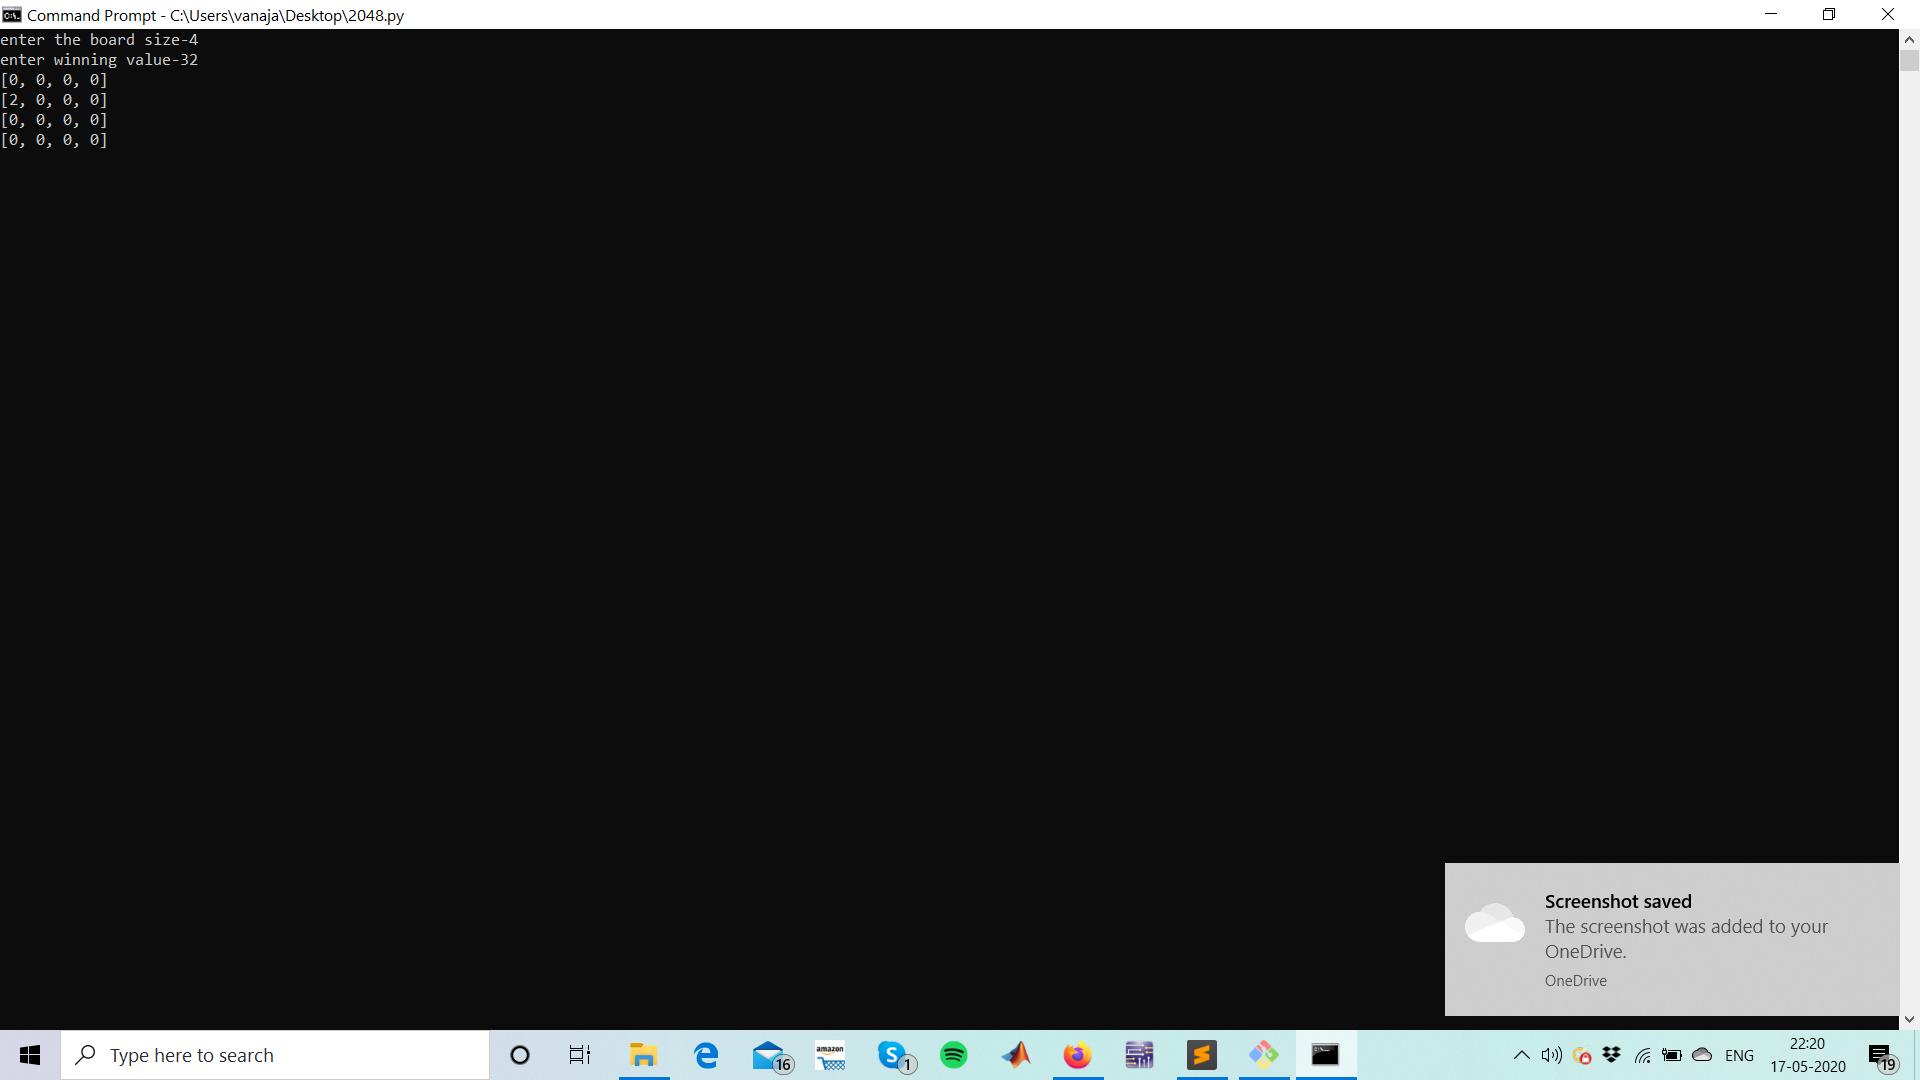 Command Prompt - C:\Users\vanaja\Desktop\2048.py
enter the board size-4
enter winning value-32
[0, 0, 0, 0]
[2, 0, 0, 0]
[0, 0, 0, 0]
[0, 0, 0, 0]
Screenshot saved
The screenshot was added to your
OneDrive.
OneDrive
Type here to search
16
amazon
1
ENG
22:20
17-05-2020
19